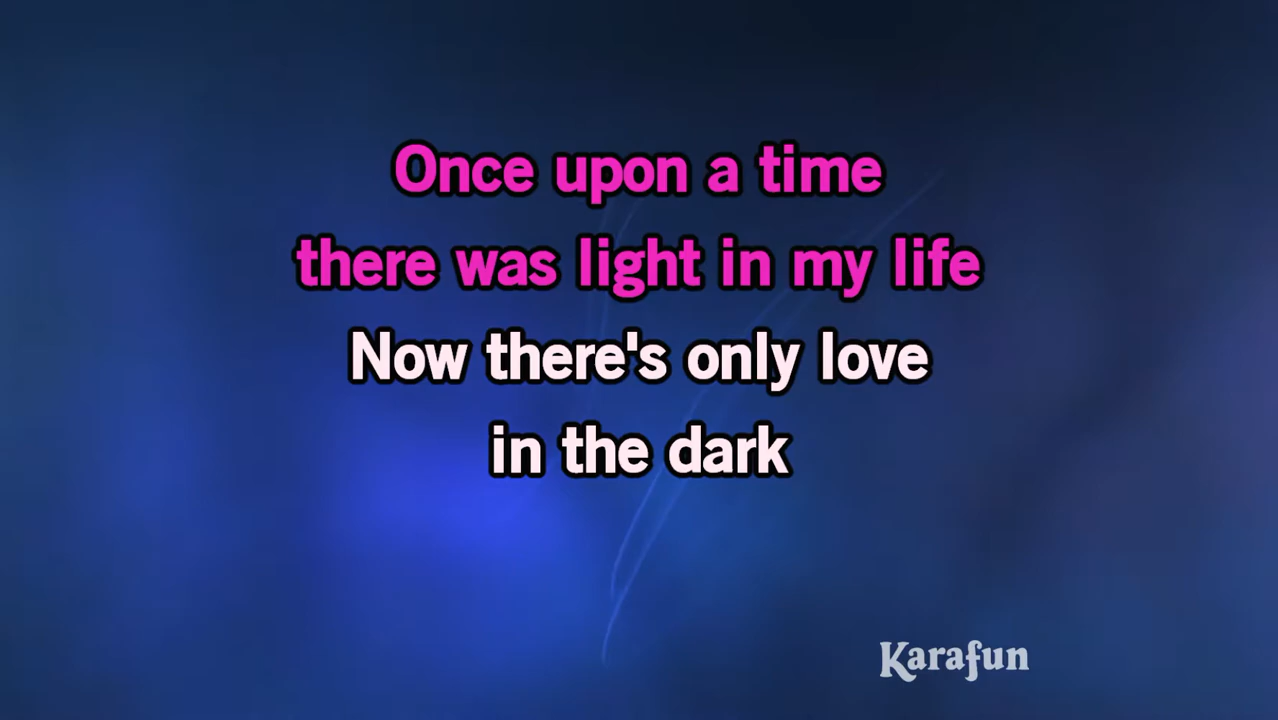 Once upon a time
there was light in my life
Now there's only love
in the dark
Karafun